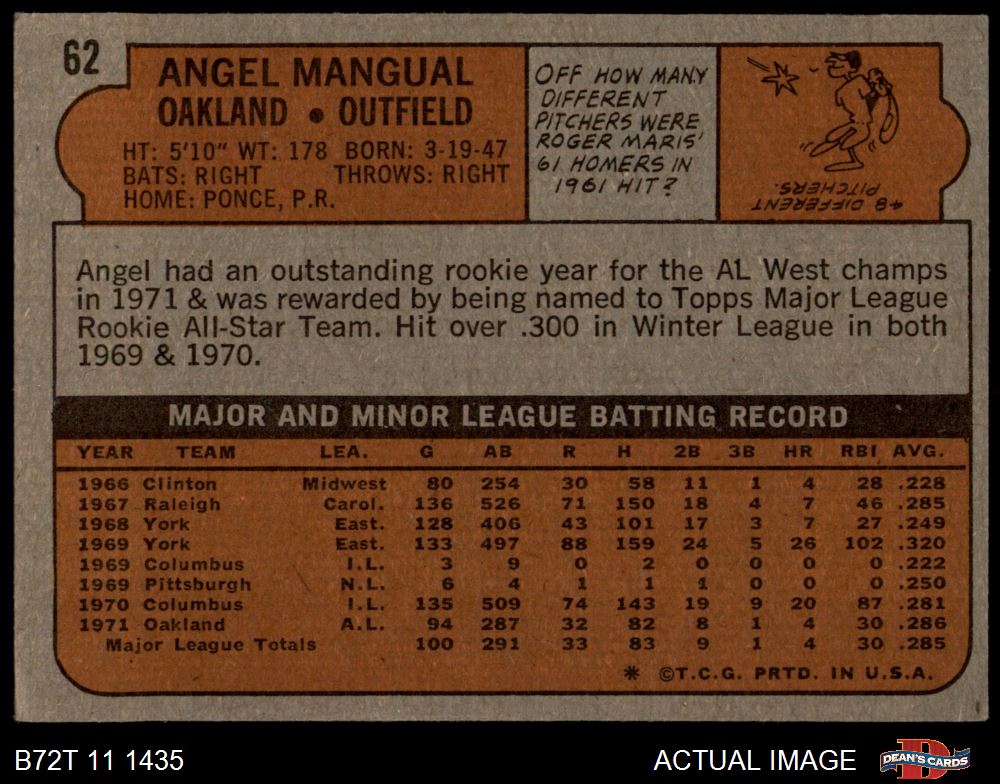 62
ANGEL MANGUAL
OAKLAND • OUTFIELD
HT: 5'10" WT: 178 BORN: 3-19-47
BATS: RIGHT THROWS: RIGHT
HOME: PONCE, P.R.
OFF HOW MANY
DIFFERENT
PITCHERS WERE
ROGER MARIS'
61 HOMERS IN
1961 HIT?
48 DIFFERENT
PITCHERS.
Angel had an outstanding rookie year for the AL West champs
in 1971 & was rewarded by being named to Topps Major League
Rookie All-Star Team. Hit over .300 in Winter League in both
1969 & 1970.
MAJOR AND MINOR LEAGUE BATTING RECORD
YEAR TEAM LEA. G AB R H 2B 3B HR RBI AVG.
1966 Clinton Midwest 80 254 30 58 11 1 4 28 .228
1967 Raleigh Carol. 136 526 71 150 18 4 7 46 .285
1968 York East. 128 406 43 101 17 3 7 27 .249
1969 York East. 133 497 88 159 24 5 26 102 .320
1969 Columbus I.L. 3 9 0 2 0 0 0 0 .222
1969 Pittsburgh N.L. 6 4 1 1 1 0 0 0 .250
1970 Columbus I.L. 135 509 74 143 19 9 20 87 .281
1971 Oakland A.L. 94 287 32 82 8 1 4 30 .286
Major League Totals 100 291 33 83 9 1 4 30 .285
* ©T.C.G. PRTD. IN U.S.A.
B72T 11 1435 ACTUAL IMAGE
D
DEAN'S CARDS